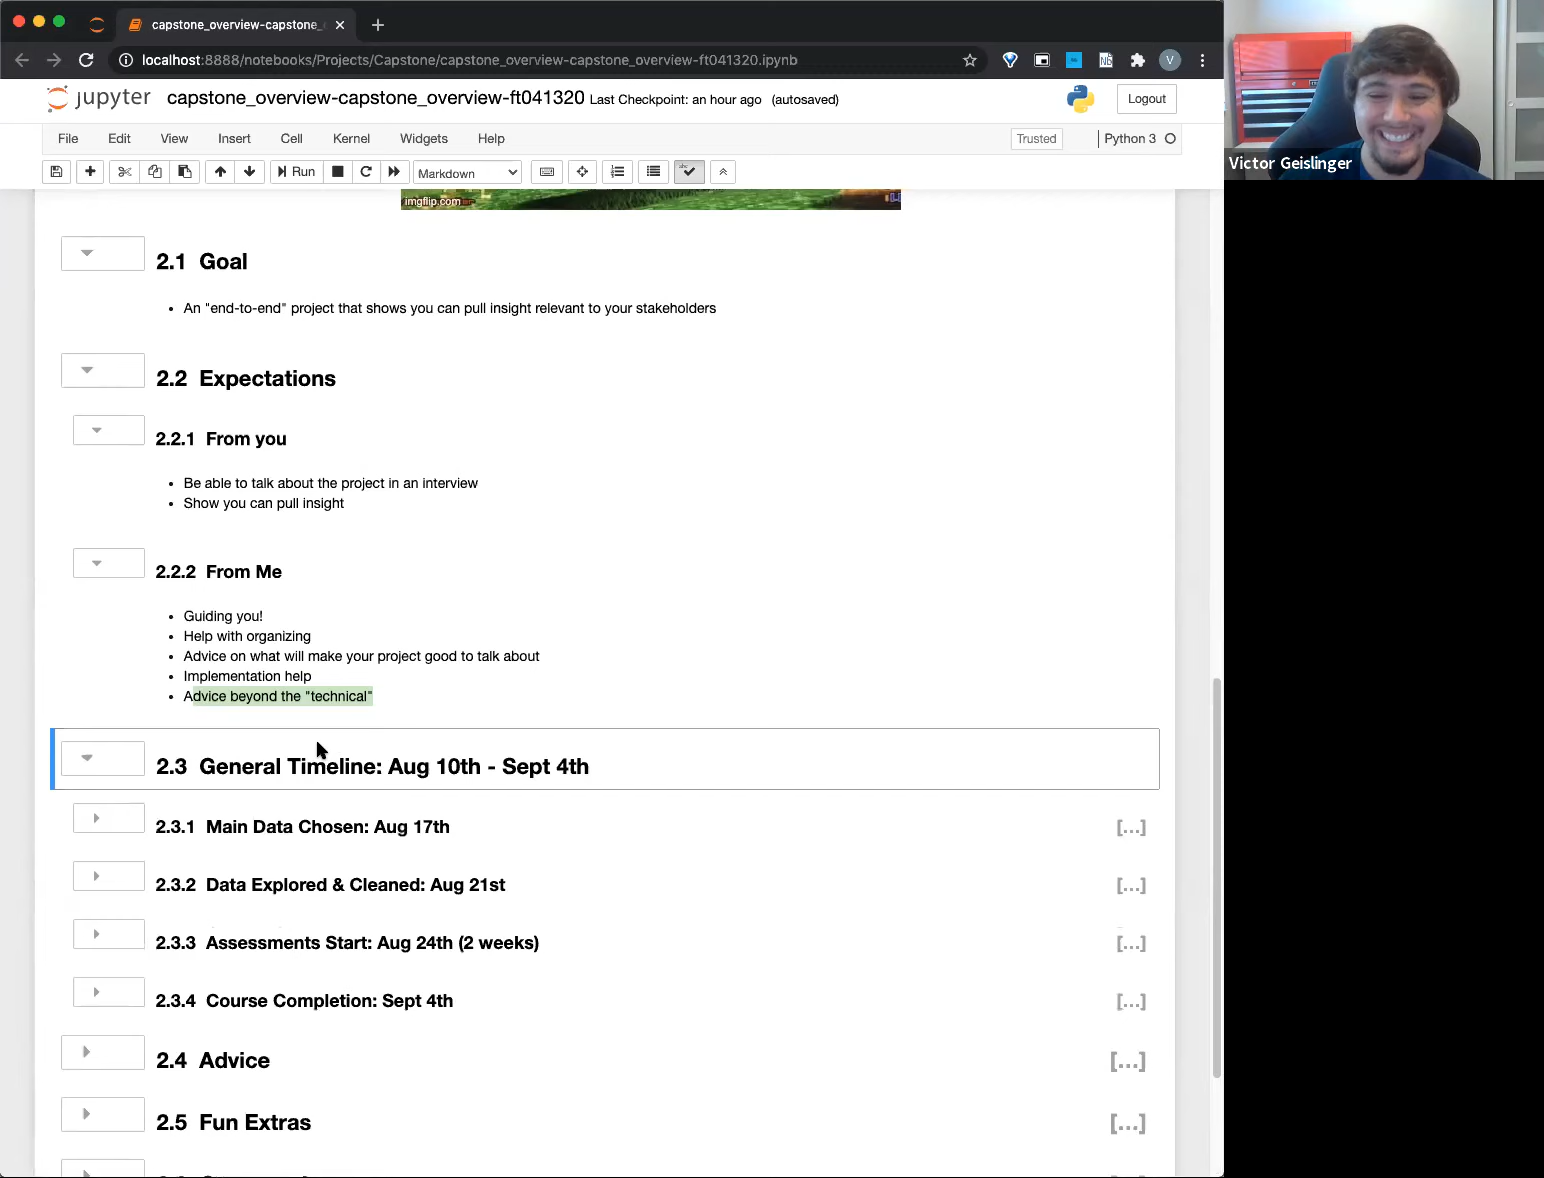 capstone_overview-capstone_
localhost:8888/notebooks/Projects/Capstone/capstone_overview-capstone_overview-ft041320.ipynb
V
jupyter capstone_overview-capstone_overview-ft041320 Last Checkpoint: an hour ago (autosaved)
Logout
File Edit View Insert Cell Kernel Widgets Help
Trusted Python 3
Run
Markdown
Victor Geislinger
imgflip.com
2.1 Goal
• An "end-to-end" project that shows you can pull insight relevant to your stakeholders
2.2 Expectations
2.2.1 From you
• Be able to talk about the project in an interview
• Show you can pull insight
2.2.2 From Me
• Guiding you!
• Help with organizing
• Advice on what will make your project good to talk about
• Implementation help
• Advice beyond the "technical"
2.3 General Timeline: Aug 10th - Sept 4th
2.3.1 Main Data Chosen: Aug 17th [...]
2.3.2 Data Explored & Cleaned: Aug 21st [...]
2.3.3 Assessments Start: Aug 24th (2 weeks) [...]
2.3.4 Course Completion: Sept 4th [...]
2.4 Advice [...]
2.5 Fun Extras [...]